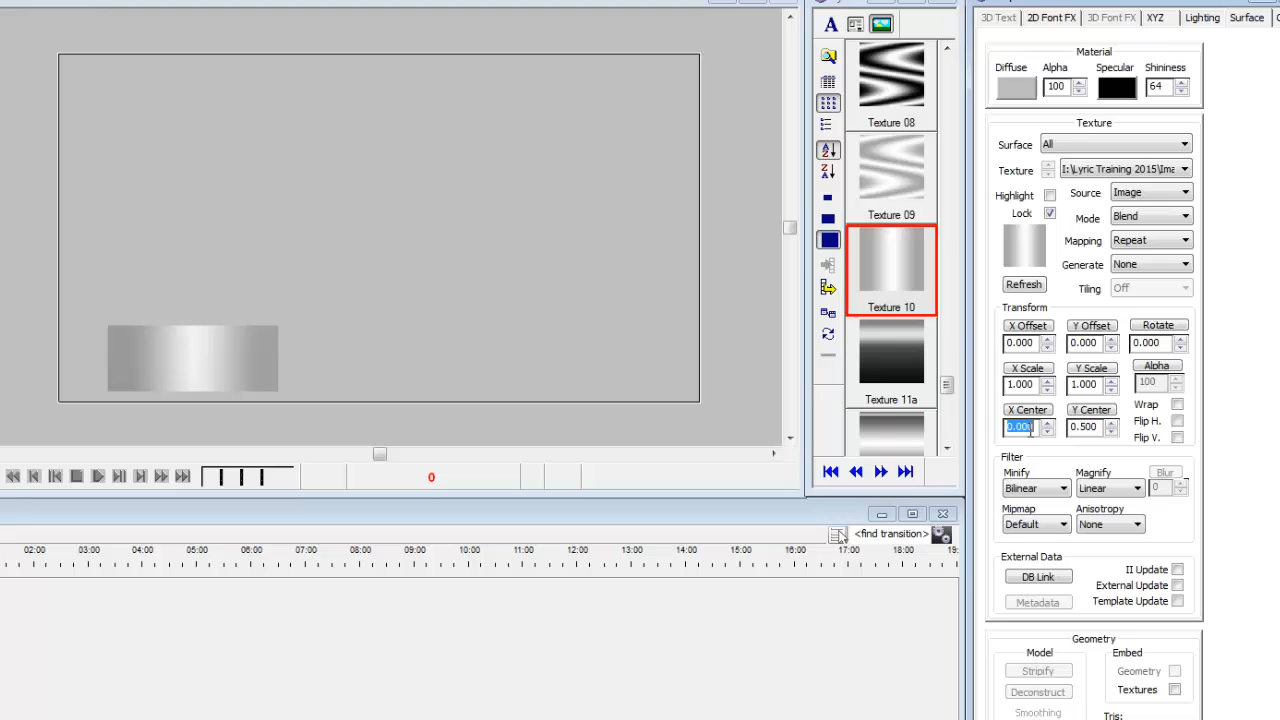 3D Text 2D Font FX 3D Font FX XYZ Lighting Surface
A
Material
Diffuse Alpha Specular Shininess
100 64
Texture 08
Texture
Surface All
Texture I:\Lyric Training 2015\Ima
Highlight Source Image
Lock Mode Blend
Texture 09
Mapping Repeat
Generate None
Refresh Tiling Off
Texture 10
Transform
X Offset Y Offset Rotate
0.000 0.000 0.000
X Scale Y Scale Alpha
1.000 1.000 100
Texture 11a
Wrap
X Center Y Center
Flip H.
0.000 0.500
Flip V.
Filter
Minify Magnify Blur
Bilinear Linear 0
Mipmap Anisotropy
Default None
0
<find transition>
02:00 03:00 04:00 05:00 06:00 07:00 08:00 09:00 10:00 11:00 12:00 13:00 14:00 15:00 16:00 17:00 18:00 19:
External Data
DB Link II Update
External Update
Metadata Template Update
Geometry
Model Embed
Stripify Geometry
Deconstruct Textures
Smoothing
Tris: